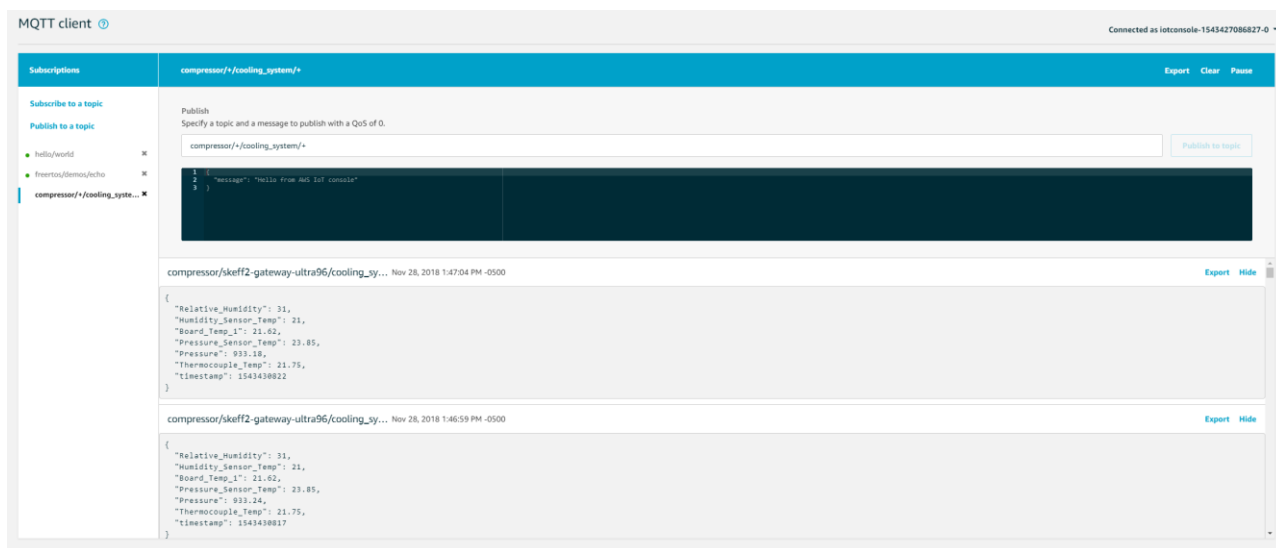 MQTT client ?
Connected as iotconsole-1543427086827-0
Subscriptions
compressor/+/cooling_system/+
Export Clear Pause
Subscribe to a topic
Publish to a topic
hello/world
freertos/demos/echo
compressor/+/cooling_syste...
Publish
Specify a topic and a message to publish with a QoS of 0.
compressor/+/cooling_system/+
Publish to topic
1 {
2 "message": "Hello from AWS IoT console"
3 }
compressor/skeff2-gateway-ultra96/cooling_sy... Nov 28, 2018 1:47:04 PM -0500
Export Hide
{
"Relative_Humidity": 31,
"Humidity_Sensor_Temp": 21,
"Board_Temp_1": 21.62,
"Pressure_Sensor_Temp": 23.85,
"Pressure": 933.18,
"Thermocouple_Temp": 21.75,
"timestamp": 1543430822
}
compressor/skeff2-gateway-ultra96/cooling_sy... Nov 28, 2018 1:46:59 PM -0500
Export Hide
{
"Relative_Humidity": 31,
"Humidity_Sensor_Temp": 21,
"Board_Temp_1": 21.62,
"Pressure_Sensor_Temp": 23.85,
"Pressure": 933.24,
"Thermocouple_Temp": 21.75,
"timestamp": 1543430817
}